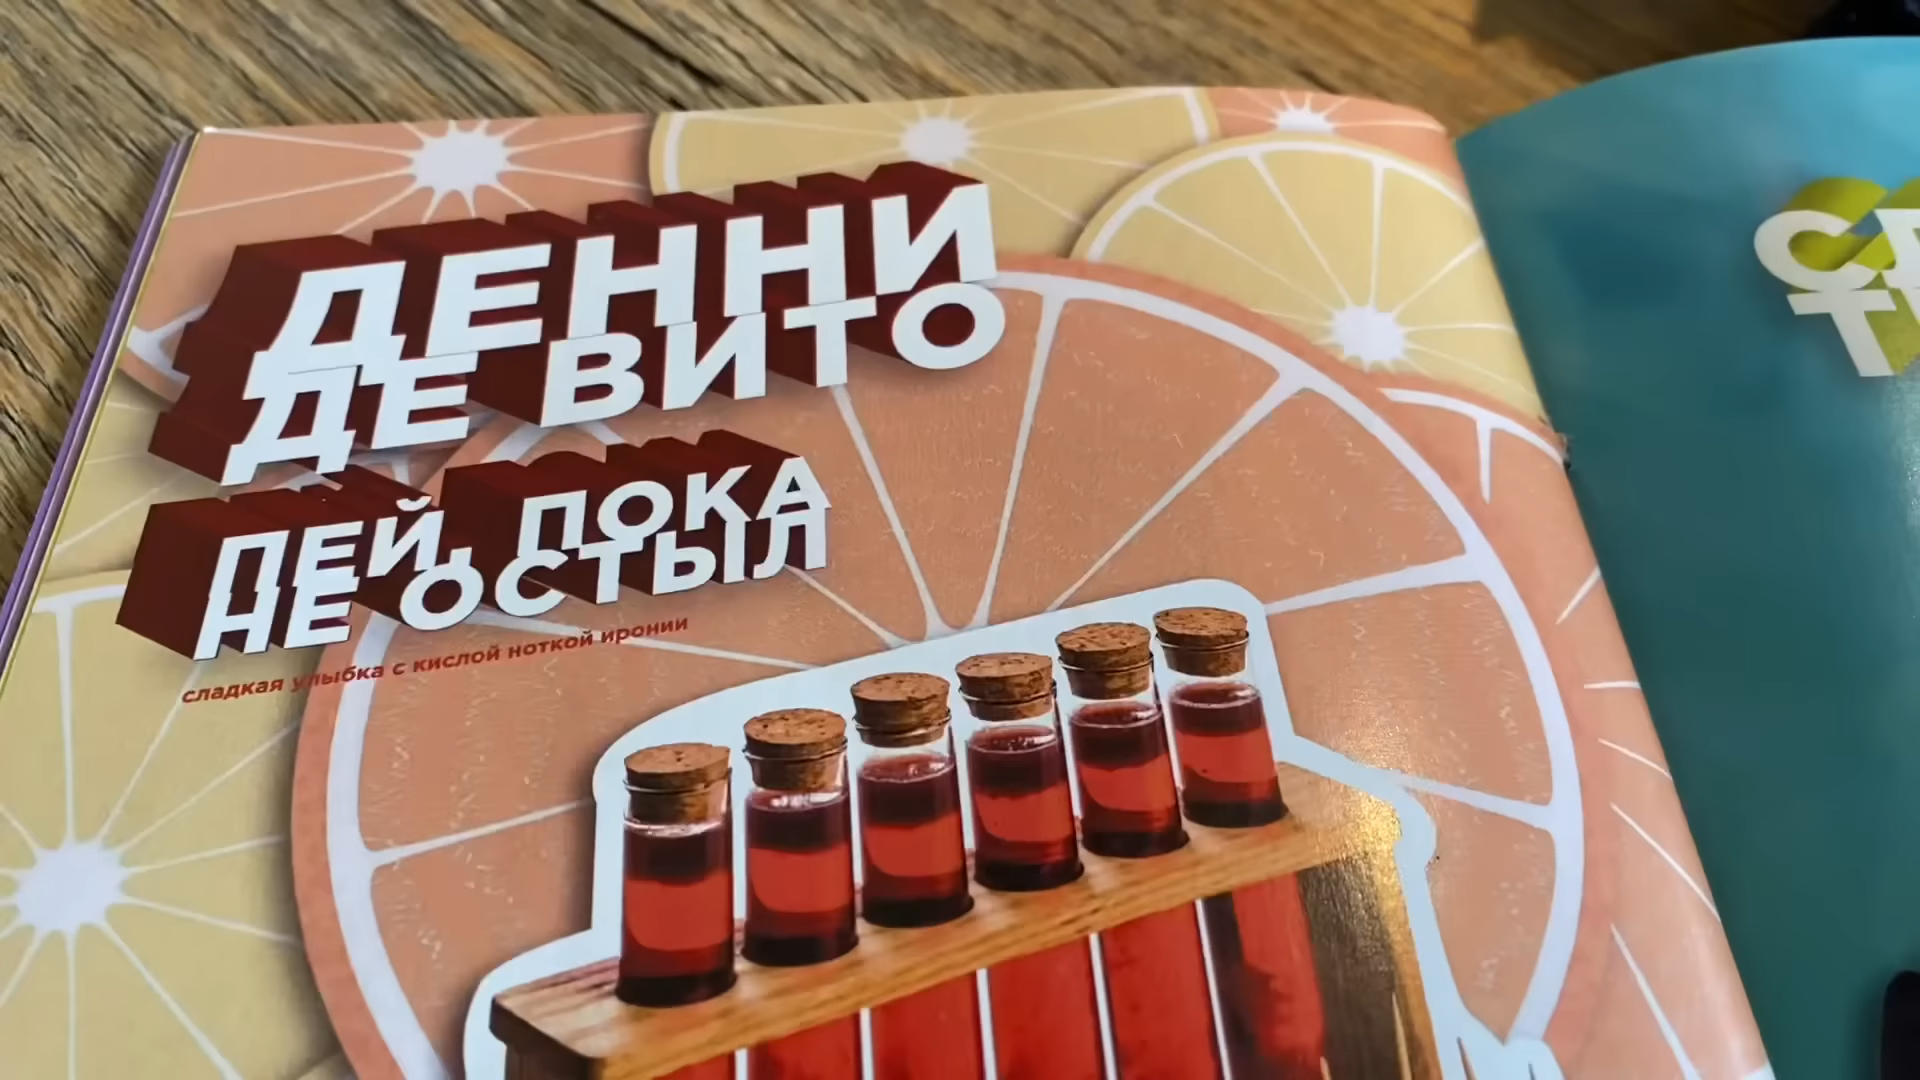 ДЕННИ
ДЕ ВИТО
ПЕЙ, ПОКА
НЕ ОСТЫЛ
сладкая улыбка с кислой ноткой иронии